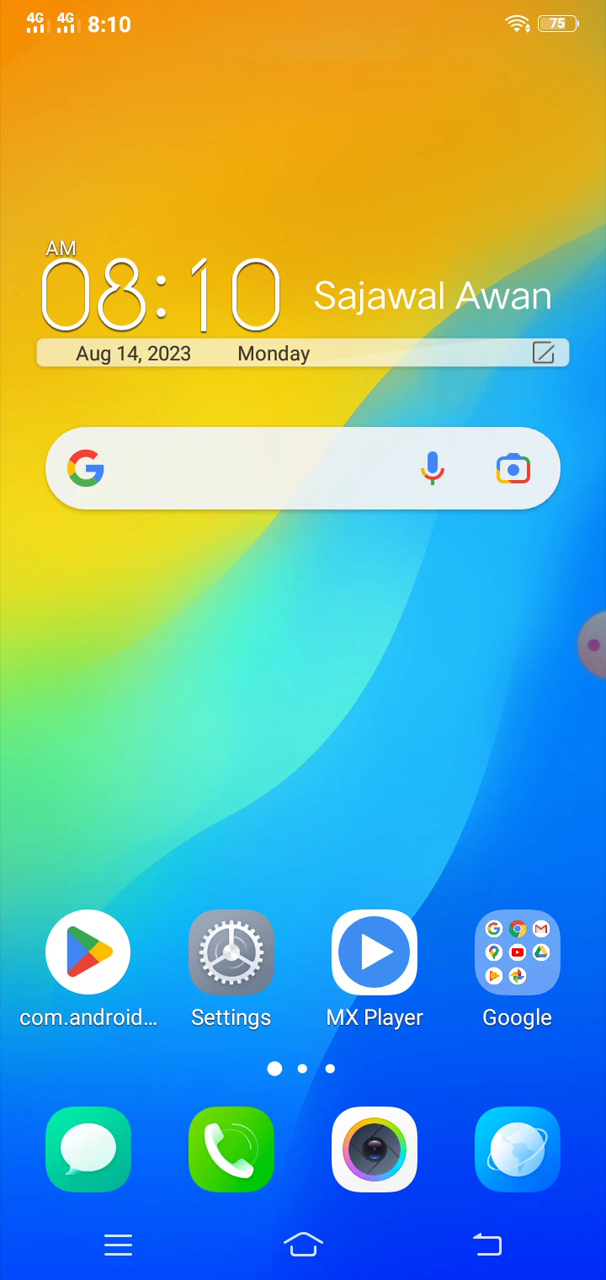 4G 4G 8:10 75
AM
08:10 Sajawal Awan
Aug 14, 2023 Monday
com.android... Settings MX Player Google